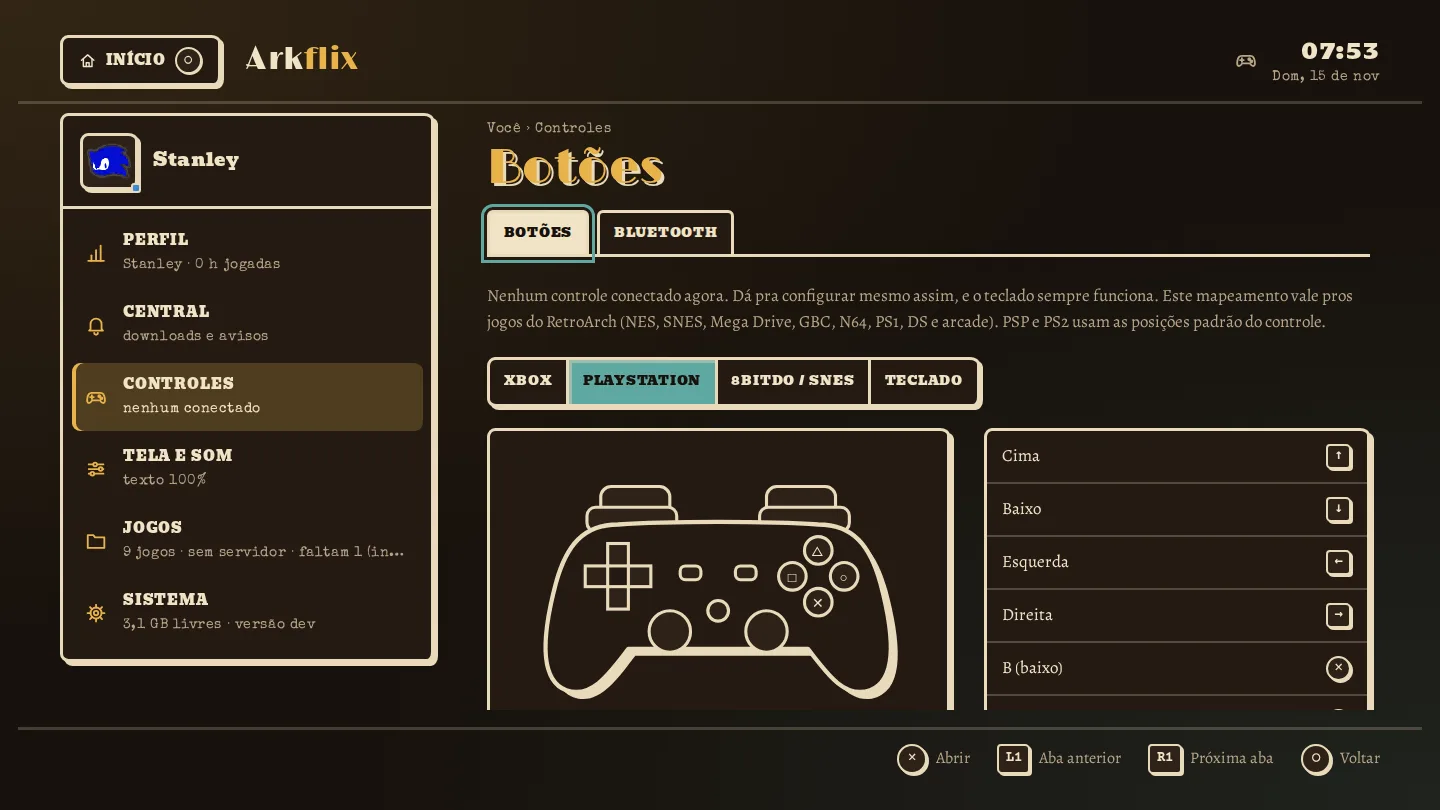 INÍCIO
Arkflix
07:53
Dom, 15 de nov
Stanley
PERFIL
Stanley · 0 h jogadas
CENTRAL
downloads e avisos
CONTROLES
nenhum conectado
TELA E SOM
texto 100%
JOGOS
9 jogos · sem servidor · faltam 1 (in...
SISTEMA
3,1 GB livres · versão dev
Você › Controles
Botões
BOTÕES
BLUETOOTH
Nenhum controle conectado agora. Dá pra configurar mesmo assim, e o teclado sempre funciona. Este mapeamento vale pros
jogos do RetroArch (NES, SNES, Mega Drive, GBC, N64, PS1, DS e arcade). PSP e PS2 usam as posições padrão do controle.
XBOX
PLAYSTATION
8BITDO / SNES
TECLADO
Cima ↑
Baixo ↓
Esquerda ←
Direita →
B (baixo) ✕
✕ Abrir
L1 Aba anterior
R1 Próxima aba
○ Voltar